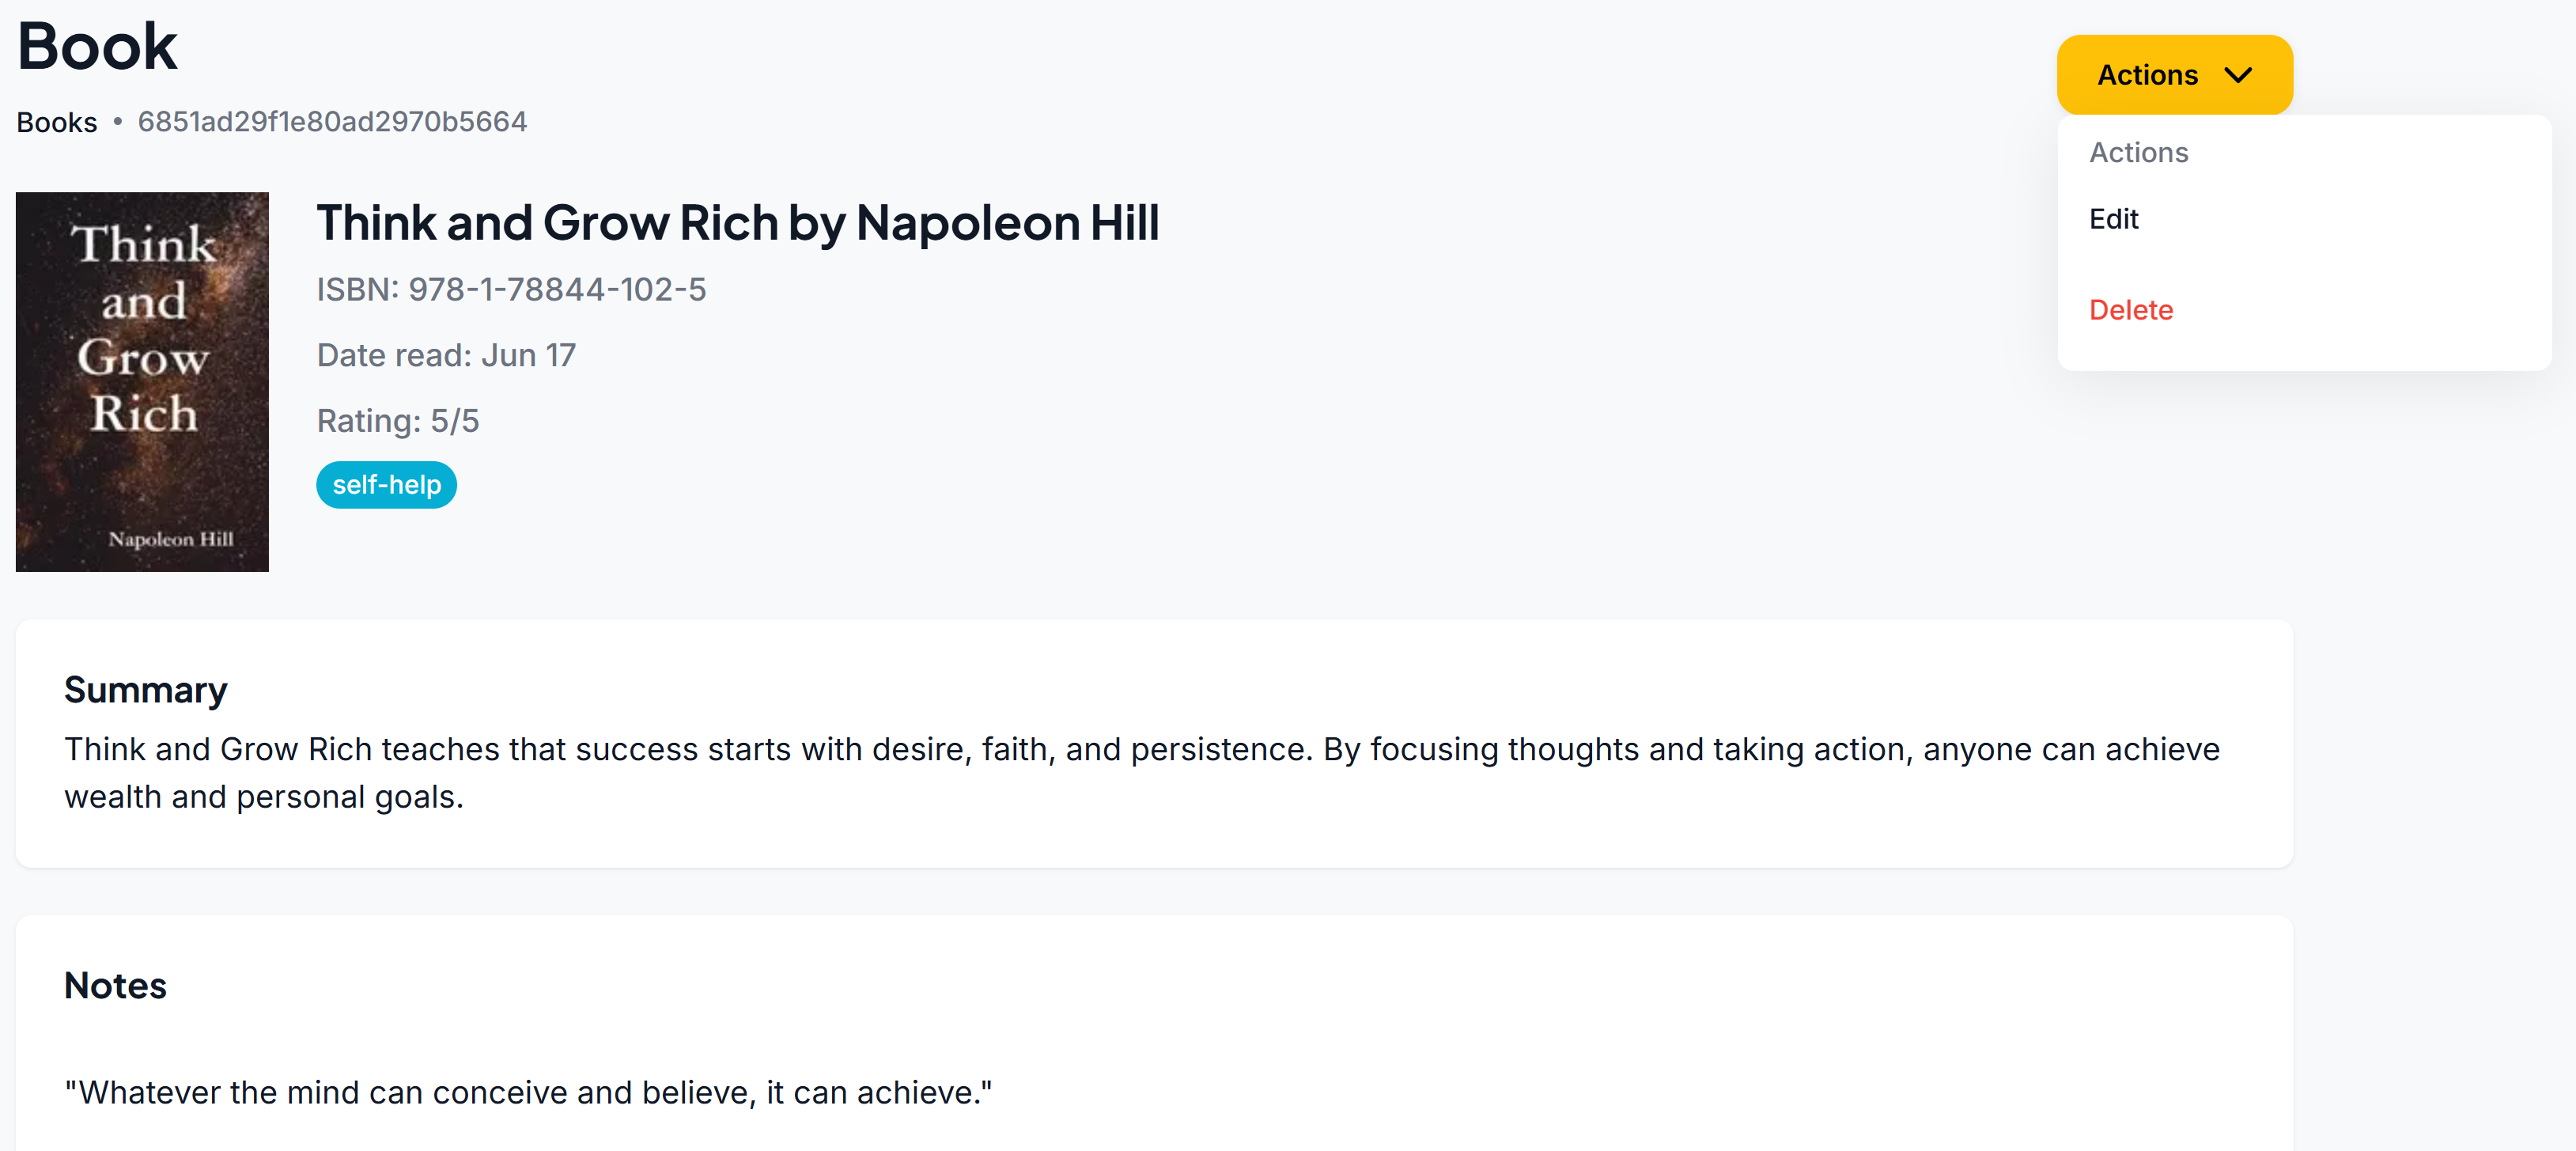 Book
Books • 6851ad29f1e80ad2970b5664
Actions
Actions
Edit
Delete
Think
and
Grow
Rich
Napoleon Hill
Think and Grow Rich by Napoleon Hill
ISBN: 978-1-78844-102-5
Date read: Jun 17
Rating: 5/5
self-help
Summary
Think and Grow Rich teaches that success starts with desire, faith, and persistence. By focusing thoughts and taking action, anyone can achieve
wealth and personal goals.
Notes
"Whatever the mind can conceive and believe, it can achieve."